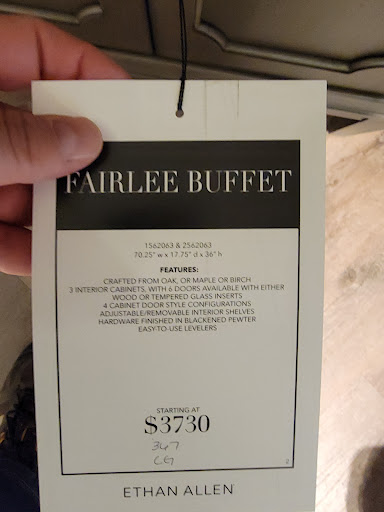 FAIRLEE BUFFET
1562063 & 2562063
70.25" w x 17.75" d x 36" h
FEATURES:
CRAFTED FROM OAK, OR MAPLE OR BIRCH
3 INTERIOR CABINETS, WITH 6 DOORS AVAILABLE WITH EITHER
WOOD OR TEMPERED GLASS INSERTS
4 CABINET DOOR STYLE CONFIGURATIONS
ADJUSTABLE/REMOVABLE INTERIOR SHELVES
HARDWARE FINISHED IN BLACKENED PEWTER
EASY-TO-USE LEVELERS
STARTING AT
$3730
367
CG
2
ETHAN ALLEN